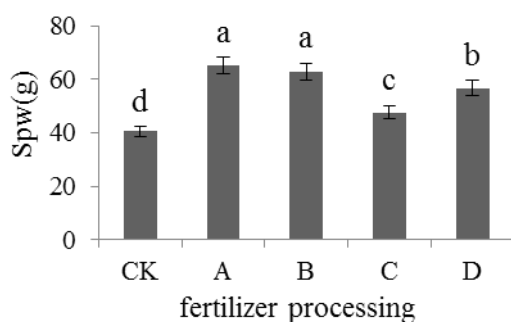 80
60
40
20
0
Spw(g)
d
a
a
c
b
CK A B C D
fertilizer processing